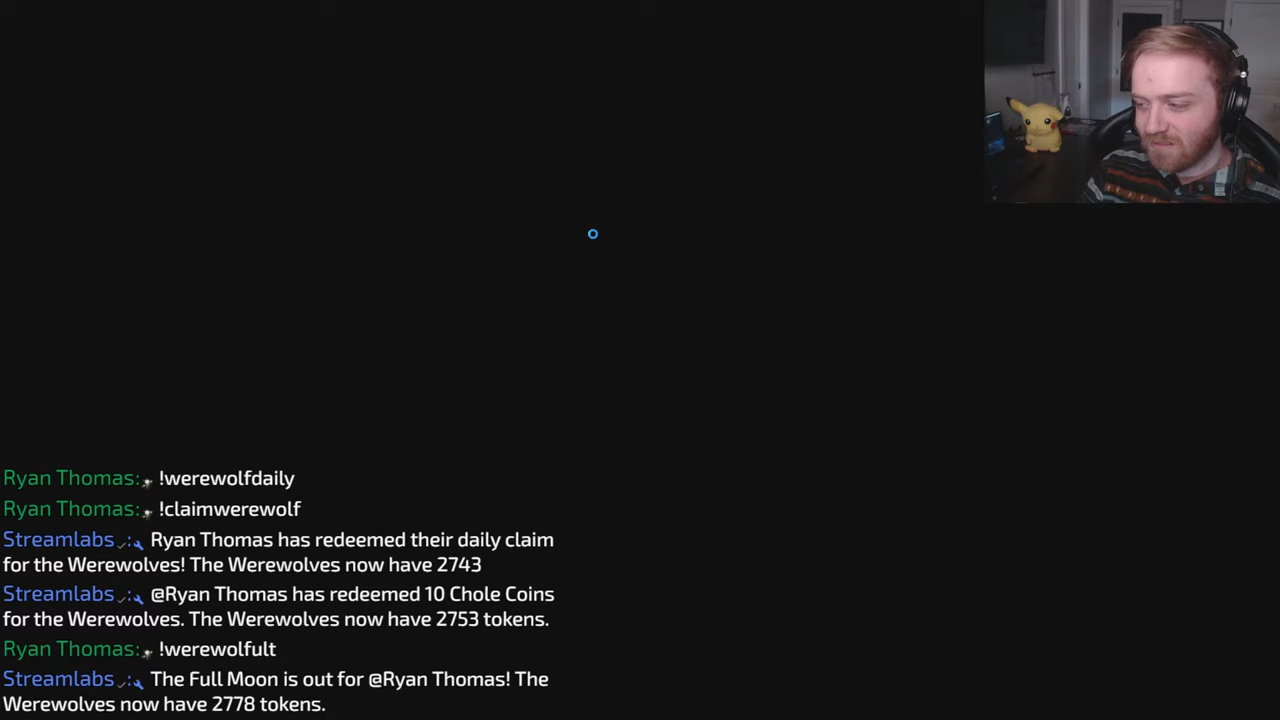 Ryan Thomas: !werewolfdaily
Ryan Thomas: !claimwerewolf
Streamlabs : Ryan Thomas has redeemed their daily claim
for the Werewolves! The Werewolves now have 2743
Streamlabs : @Ryan Thomas has redeemed 10 Chole Coins
for the Werewolves. The Werewolves now have 2753 tokens.
Ryan Thomas: !werewolfult
Streamlabs : The Full Moon is out for @Ryan Thomas! The
Werewolves now have 2778 tokens.